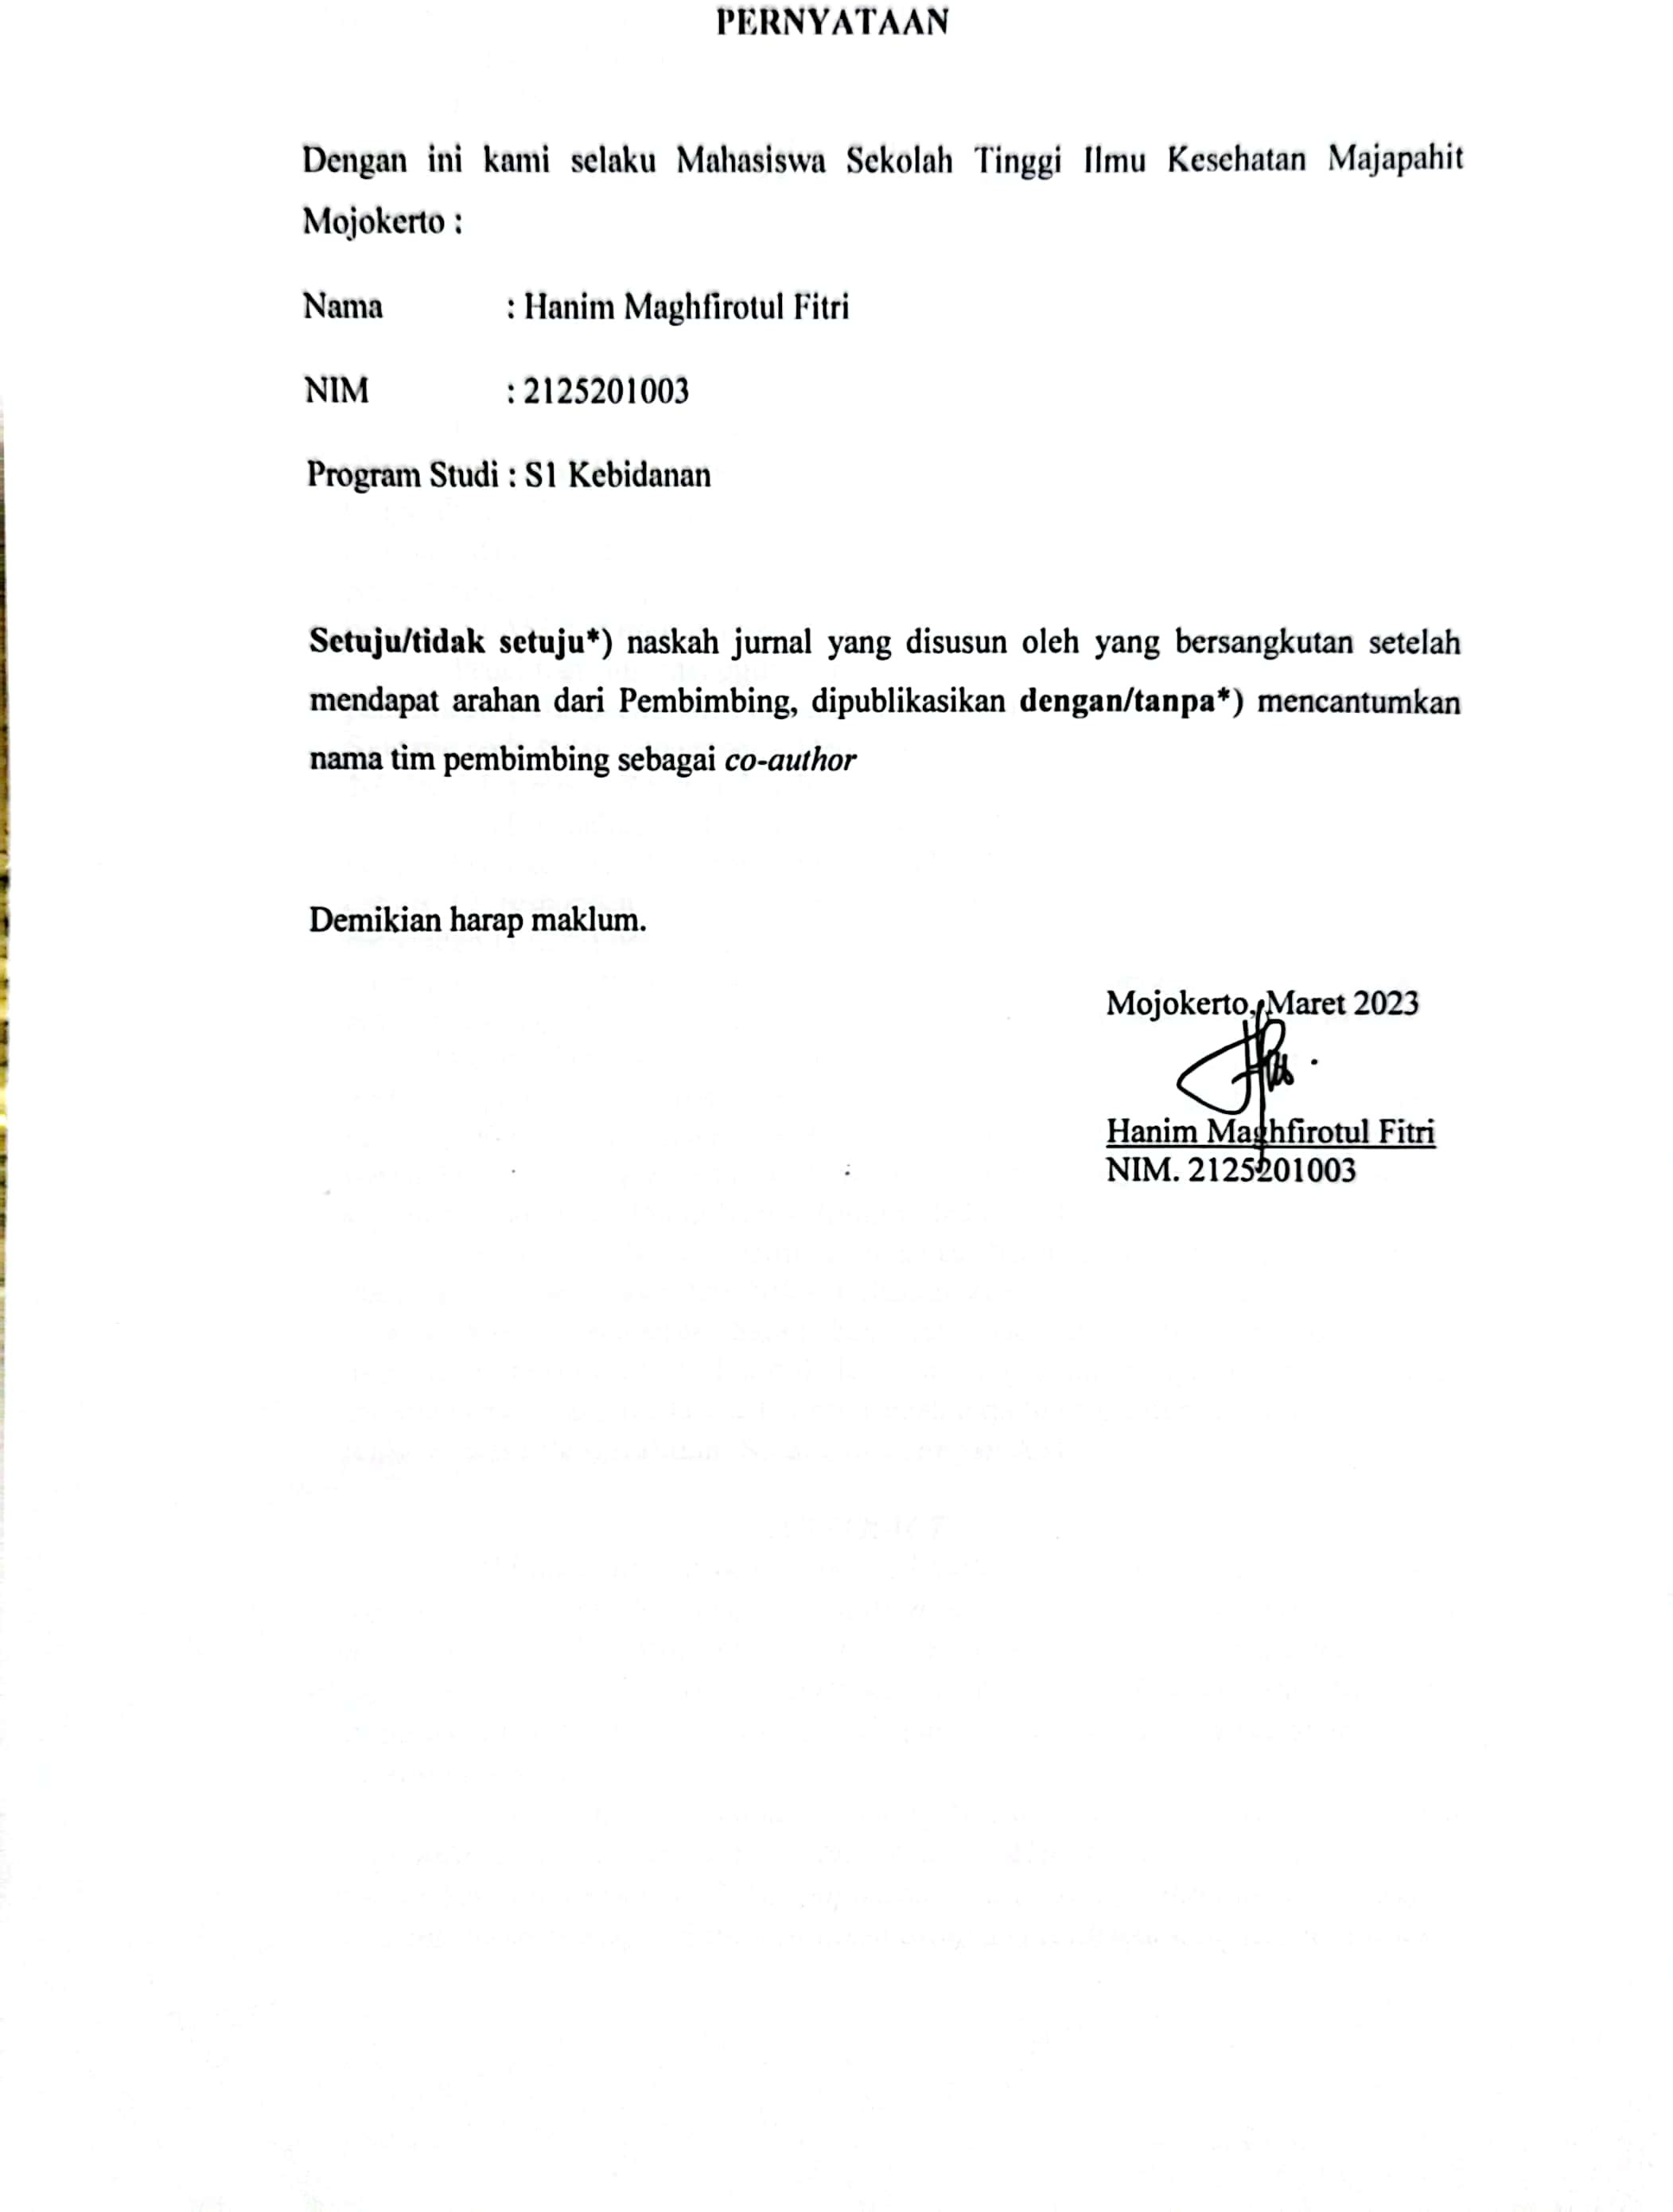 PERNYATAAN
Dengan ini kami selaku Mahasiswa Sekolah Tinggi Ilmu Kesehatan Majapahit
Mojokerto :
Nama : Hanim Maghfirotul Fitri
NIM : 2125201003
Program Studi : S1 Kebidanan
Setuju/tidak setuju*) naskah jurnal yang disusun oleh yang bersangkutan setelah
mendapat arahan dari Pembimbing, dipublikasikan dengan/tanpa*) mencantumkan
nama tim pembimbing sebagai co-author
Demikian harap maklum.
Mojokerto, Maret 2023
Hanim Maghfirotul Fitri
NIM. 2125201003